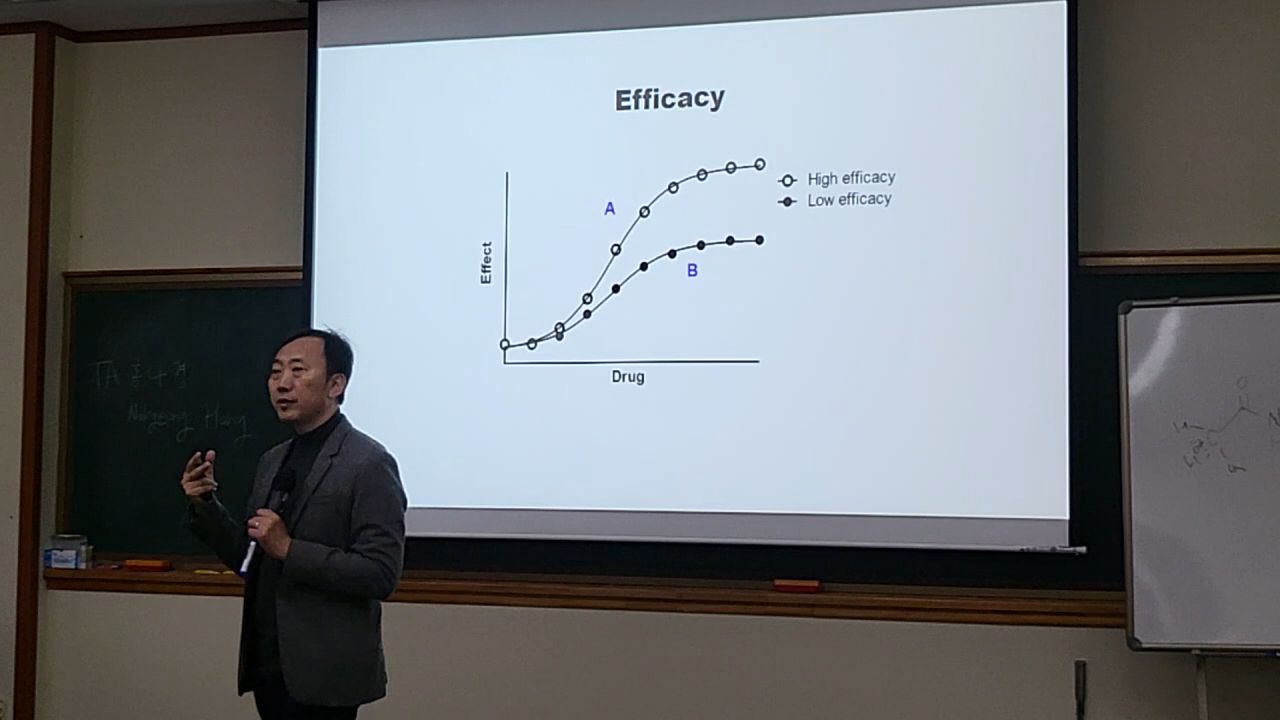 Efficacy
A
B
High efficacy
Low efficacy
Effect
Drug
TA